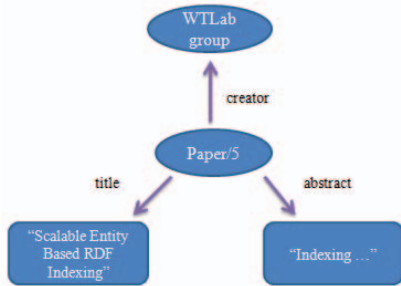 WTLab
group
creator
Paper/5
title
abstract
“Scalable Entity
Based RDF
Indexing”
“Indexing …”